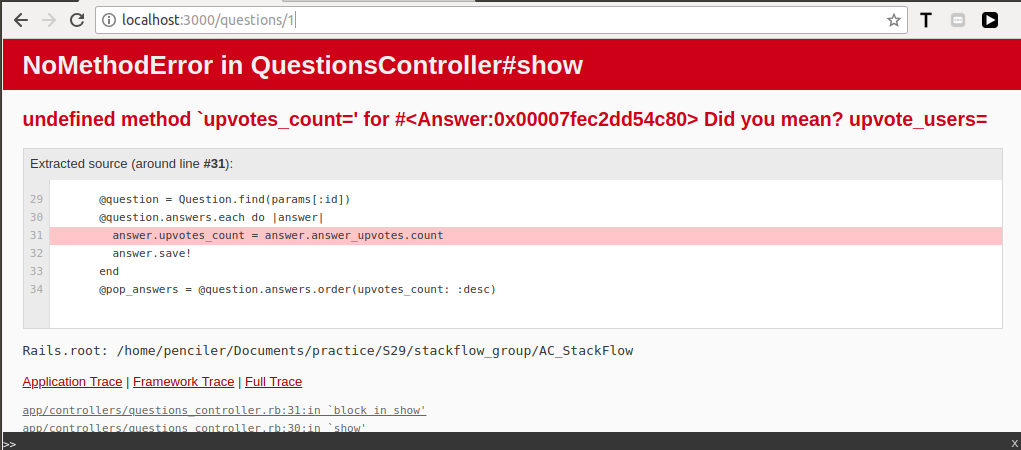 localhost:3000/questions/1
T
NoMethodError in QuestionsController#show
undefined method `upvotes_count=' for #<Answer:0x00007fec2dd54c80> Did you mean? upvote_users=
Extracted source (around line #31):
29 @question = Question.find(params[:id])
30 @question.answers.each do |answer|
31 answer.upvotes_count = answer.answer_upvotes.count
32 answer.save!
33 end
34 @pop_answers = @question.answers.order(upvotes_count: :desc)
Rails.root: /home/penciler/Documents/practice/S29/stackflow_group/AC_StackFlow
Application Trace | Framework Trace | Full Trace
app/controllers/questions_controller.rb:31:in `block in show'
app/controllers/questions_controller.rb:30:in `show'
>> x